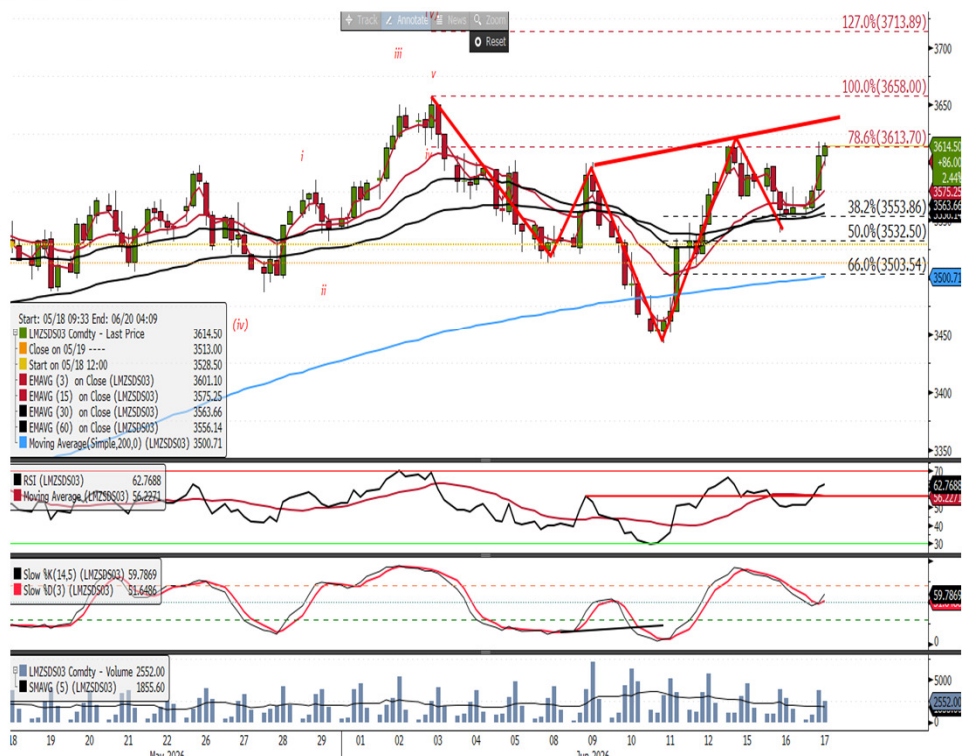 Track Annotate News Zoom
Reset
127.0%(3713.89)
3700
iii
v
100.0%(3658.00)
3650
iv
78.6%(3613.70)
3614.50
+86.00
2.44%
i
3575.25
3563.66
38.2%(3553.86)
50.0%(3532.50)
66.0%(3503.54)
3500.71
ii
(iv)
3450
3400
3350
Start: 05/18 09:33 End: 06/20 04:09
LMZSDS03 Comdty - Last Price 3614.50
Close on 05/19 ---- 3513.00
Start on 05/18 12:00 3528.50
EMAVG (3) on Close (LMZSDS03) 3601.10
EMAVG (15) on Close (LMZSDS03) 3575.25
EMAVG (30) on Close (LMZSDS03) 3563.66
EMAVG (60) on Close (LMZSDS03) 3556.14
Moving Average(Simple,200,0) (LMZSDS03) 3500.71
RSI (LMZSDS03) 62.7688
Moving Average (LMZSDS03) 56.2271
70
62.7688
56.2271
40
30
Slow %K(14,5) (LMZSDS03) 59.7869
Slow %D(3) (LMZSDS03) 51.6486
59.7869
0
LMZSDS03 Comdty - Volume 2552.00
SMAVG (5) (LMZSDS03) 1855.60
5000
2552.00
0
18 19 20 21 22 26 27 28 29 01 02 03 04 05 08 09 10 11 12 15 16 17
May 2026 Jun 2026